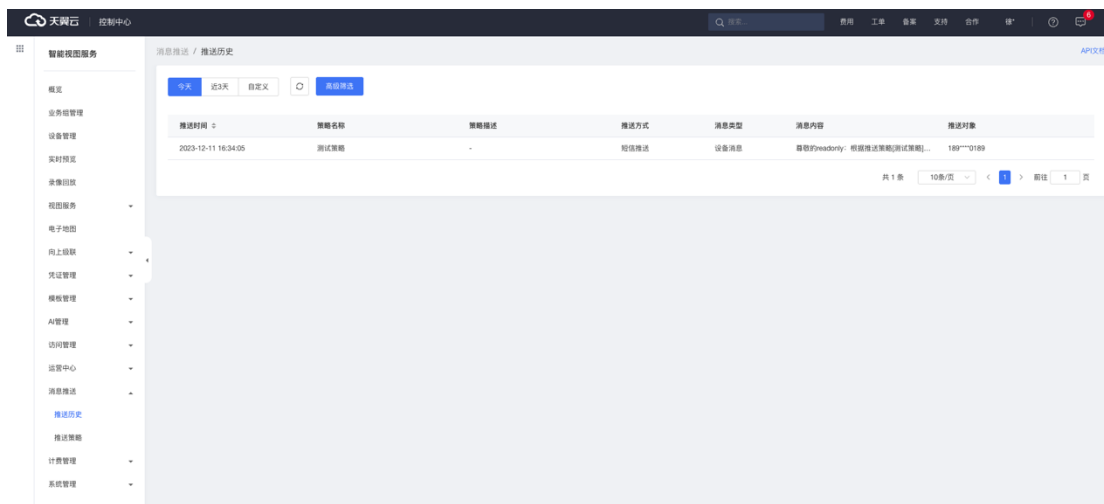 天翼云 控制中心 搜索... 费用 工单 备案 支持 合作 6
智能视图服务
消息推送 / 推送历史 API文档
概览
业务组管理
设备管理
实时预览
录像回放
视图服务
电子地图
向上级联
凭证管理
模板管理
AI管理
访问管理
运营中心
消息推送
推送历史
推送策略
计费管理
系统管理
今天 近3天 自定义 高级筛选
推送时间 策略名称 策略描述 推送方式 消息类型 消息内容 推送对象
2023-12-11 16:34:05 测试策略 - 短信推送 设备消息 尊敬的readonly：根据推送策略[测试策略]... 189****0189
共 1 条 10条/页 < 1 > 前往 1 页